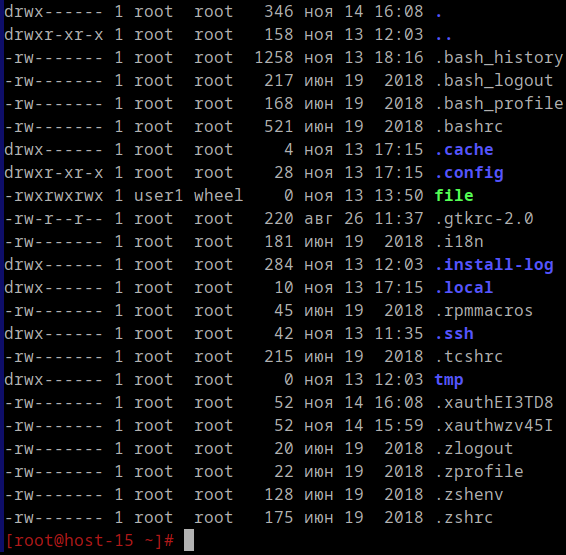 drwx------ 1 root  root   346 ноя 14 16:08 .
drwxr-xr-x 1 root  root   158 ноя 13 12:03 ..
-rw------- 1 root  root  1258 ноя 13 18:16 .bash_history
-rw------- 1 root  root   217 июн 19  2018 .bash_logout
-rw------- 1 root  root   168 июн 19  2018 .bash_profile
-rw------- 1 root  root   521 июн 19  2018 .bashrc
drwx------ 1 root  root     4 ноя 13 17:15 .cache
drwxr-xr-x 1 root  root    28 ноя 13 17:15 .config
-rwxrwxrwx 1 user1 wheel    0 ноя 13 13:50 file
-rw-r--r-- 1 root  root   220 авг 26 11:37 .gtkrc-2.0
-rw------- 1 root  root   181 июн 19  2018 .i18n
drwx------ 1 root  root   284 ноя 13 12:03 .install-log
drwx------ 1 root  root    10 ноя 13 17:15 .local
-rw------- 1 root  root    45 июн 19  2018 .rpmmacros
drwx------ 1 root  root    42 ноя 13 11:35 .ssh
-rw------- 1 root  root   215 июн 19  2018 .tcshrc
drwx------ 1 root  root     0 ноя 13 12:03 tmp
-rw------- 1 root  root    52 ноя 14 16:08 .xauthEI3TD8
-rw------- 1 root  root    52 ноя 14 15:59 .xauthwzv45I
-rw------- 1 root  root    20 июн 19  2018 .zlogout
-rw------- 1 root  root    22 июн 19  2018 .zprofile
-rw------- 1 root  root   128 июн 19  2018 .zshenv
-rw------- 1 root  root   175 июн 19  2018 .zshrc
[root@host-15 ~]#